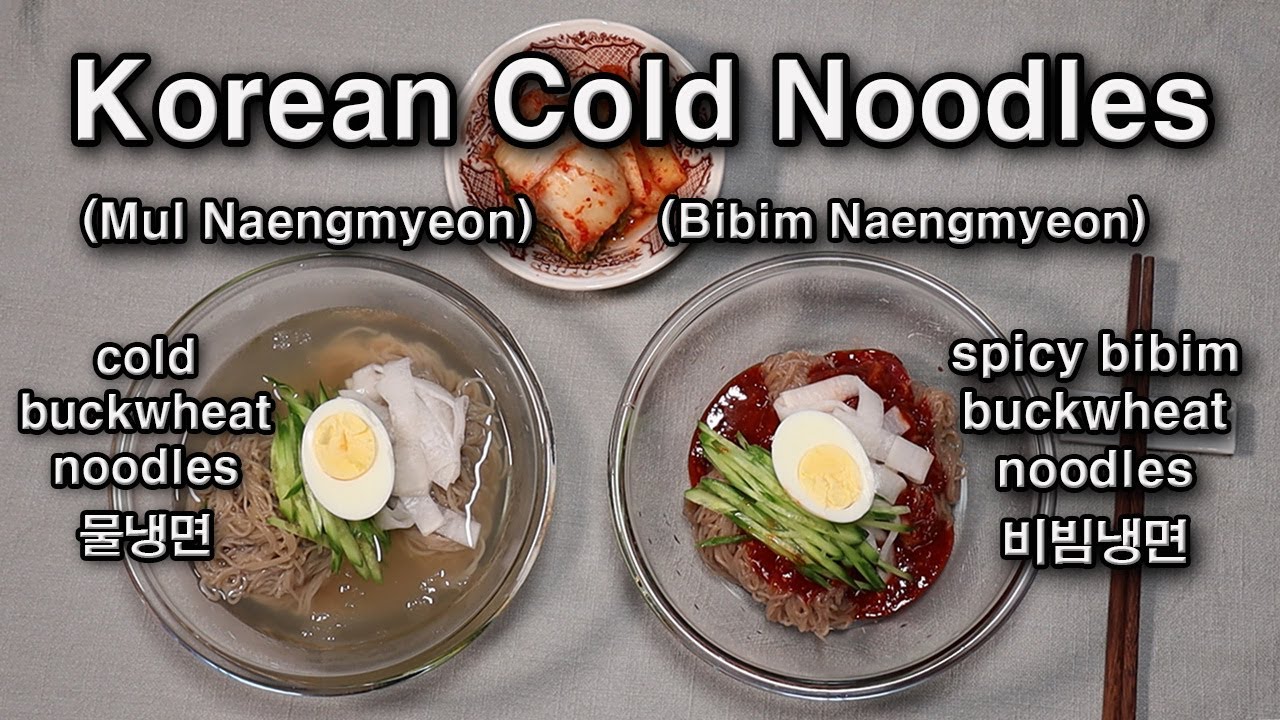 Korean Cold Noodles
(Mul Naengmyeon)
(Bibim Naengmyeon)
cold
buckwheat
noodles
물냉면
spicy bibim
buckwheat
noodles
비빔냉면